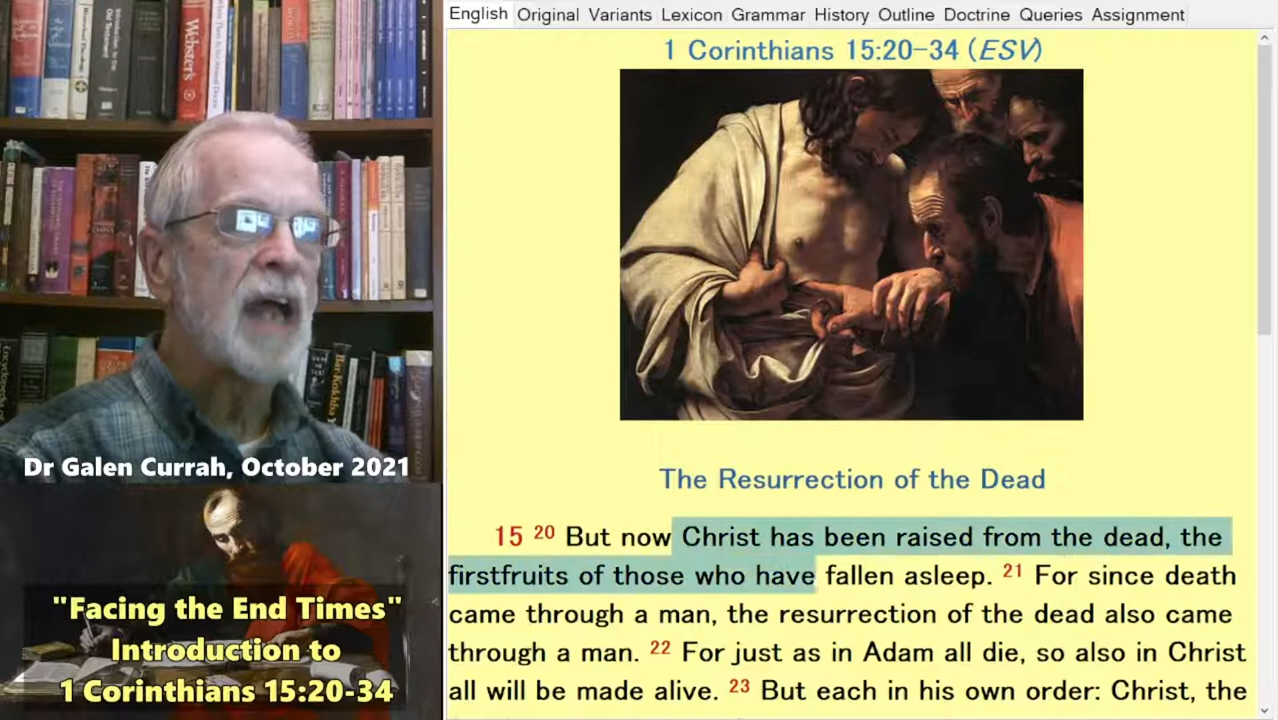 English Original Variants Lexicon Grammar History Outline Doctrine Queries Assignment
1 Corinthians 15:20-34 (ESV)
The Resurrection of the Dead
15 20 But now Christ has been raised from the dead, the
firstfruits of those who have fallen asleep. 21 For since death
came through a man, the resurrection of the dead also came
through a man. 22 For just as in Adam all die, so also in Christ
all will be made alive. 23 But each in his own order: Christ, the
Webster's
Bar-Kokhba
Dr Galen Currah, October 2021
"Facing the End Times"
Introduction to
1 Corinthians 15:20-34